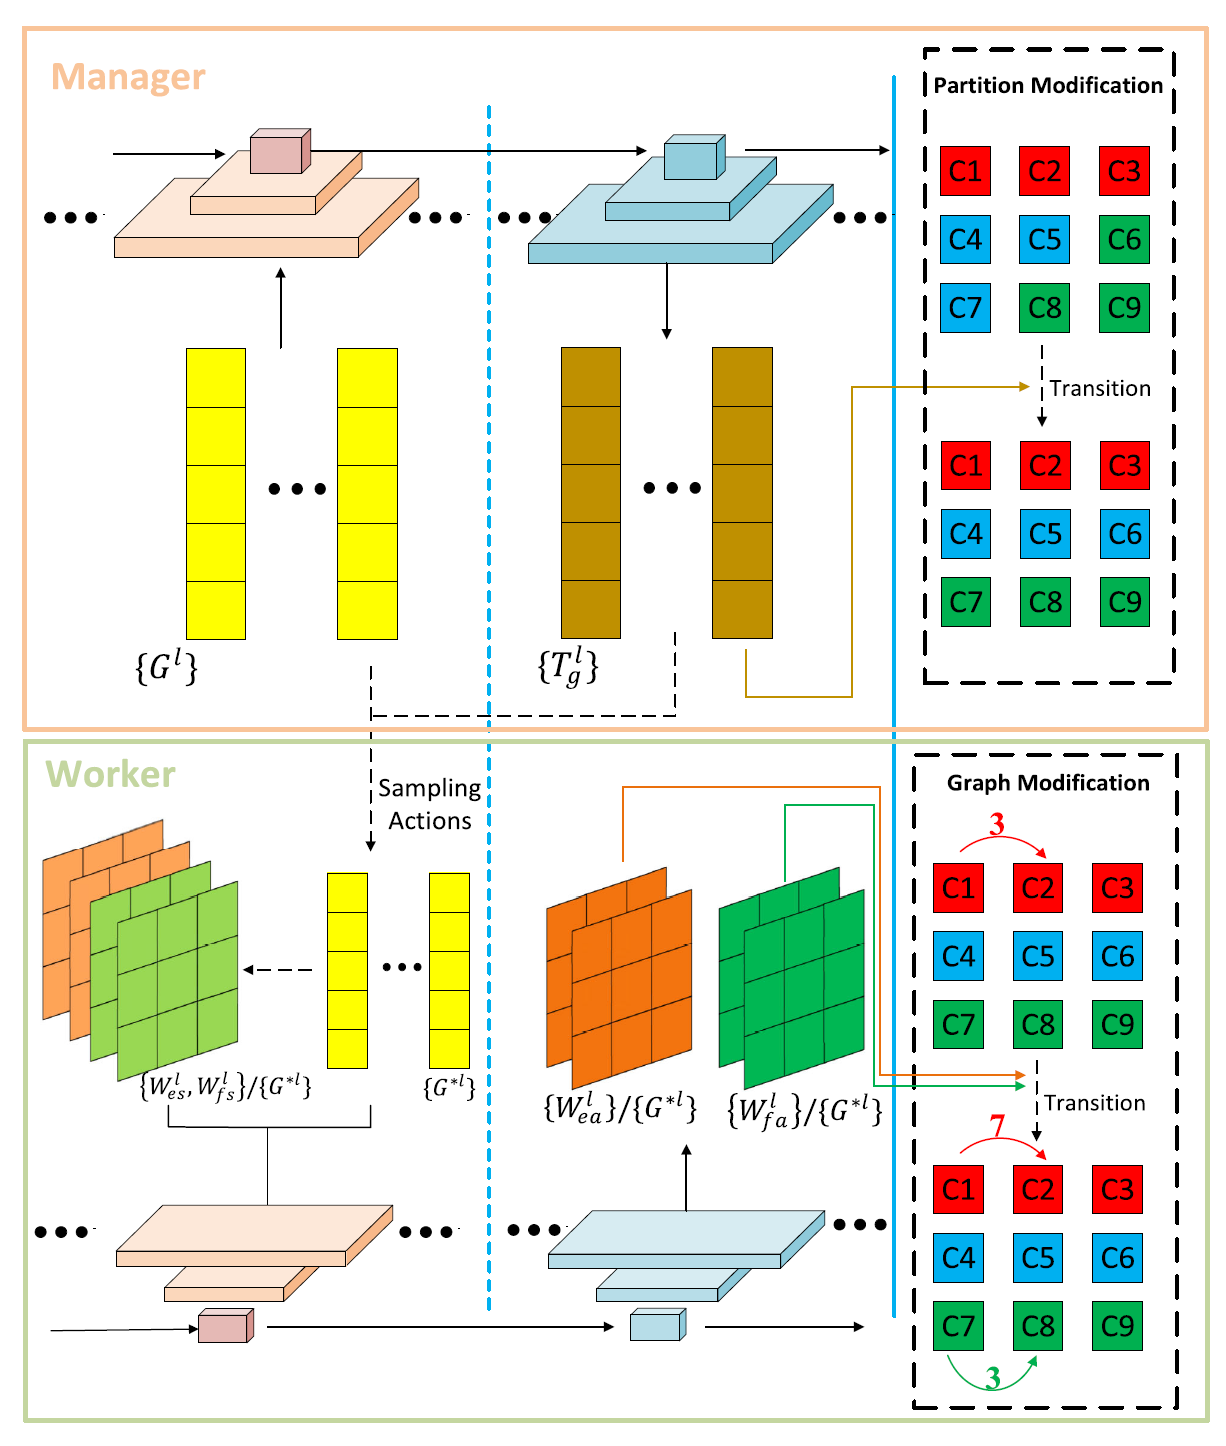 Manager
Partition Modification
C1 C2 C3
C4 C5 C6
C7 C8 C9
Transition
C1 C2 C3
C4 C5 C6
C7 C8 C9
{G^l}
{T_g^l}
Worker
Sampling
Actions
Graph Modification
3
C1 C2 C3
C4 C5 C6
C7 C8 C9
{W_{es}^l, W_{fs}^l}/{G^{*l}}
{G^{*l}}
{W_{ea}^l}/{G^{*l}}
{W_{fa}^l}/{G^{*l}}
Transition
7
C1 C2 C3
C4 C5 C6
C7 C8 C9
3